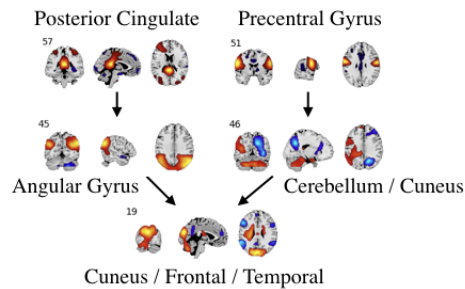 Posterior Cingulate Precentral Gyrus
57 51
45 46
Angular Gyrus Cerebellum / Cuneus
19
Cuneus / Frontal / Temporal